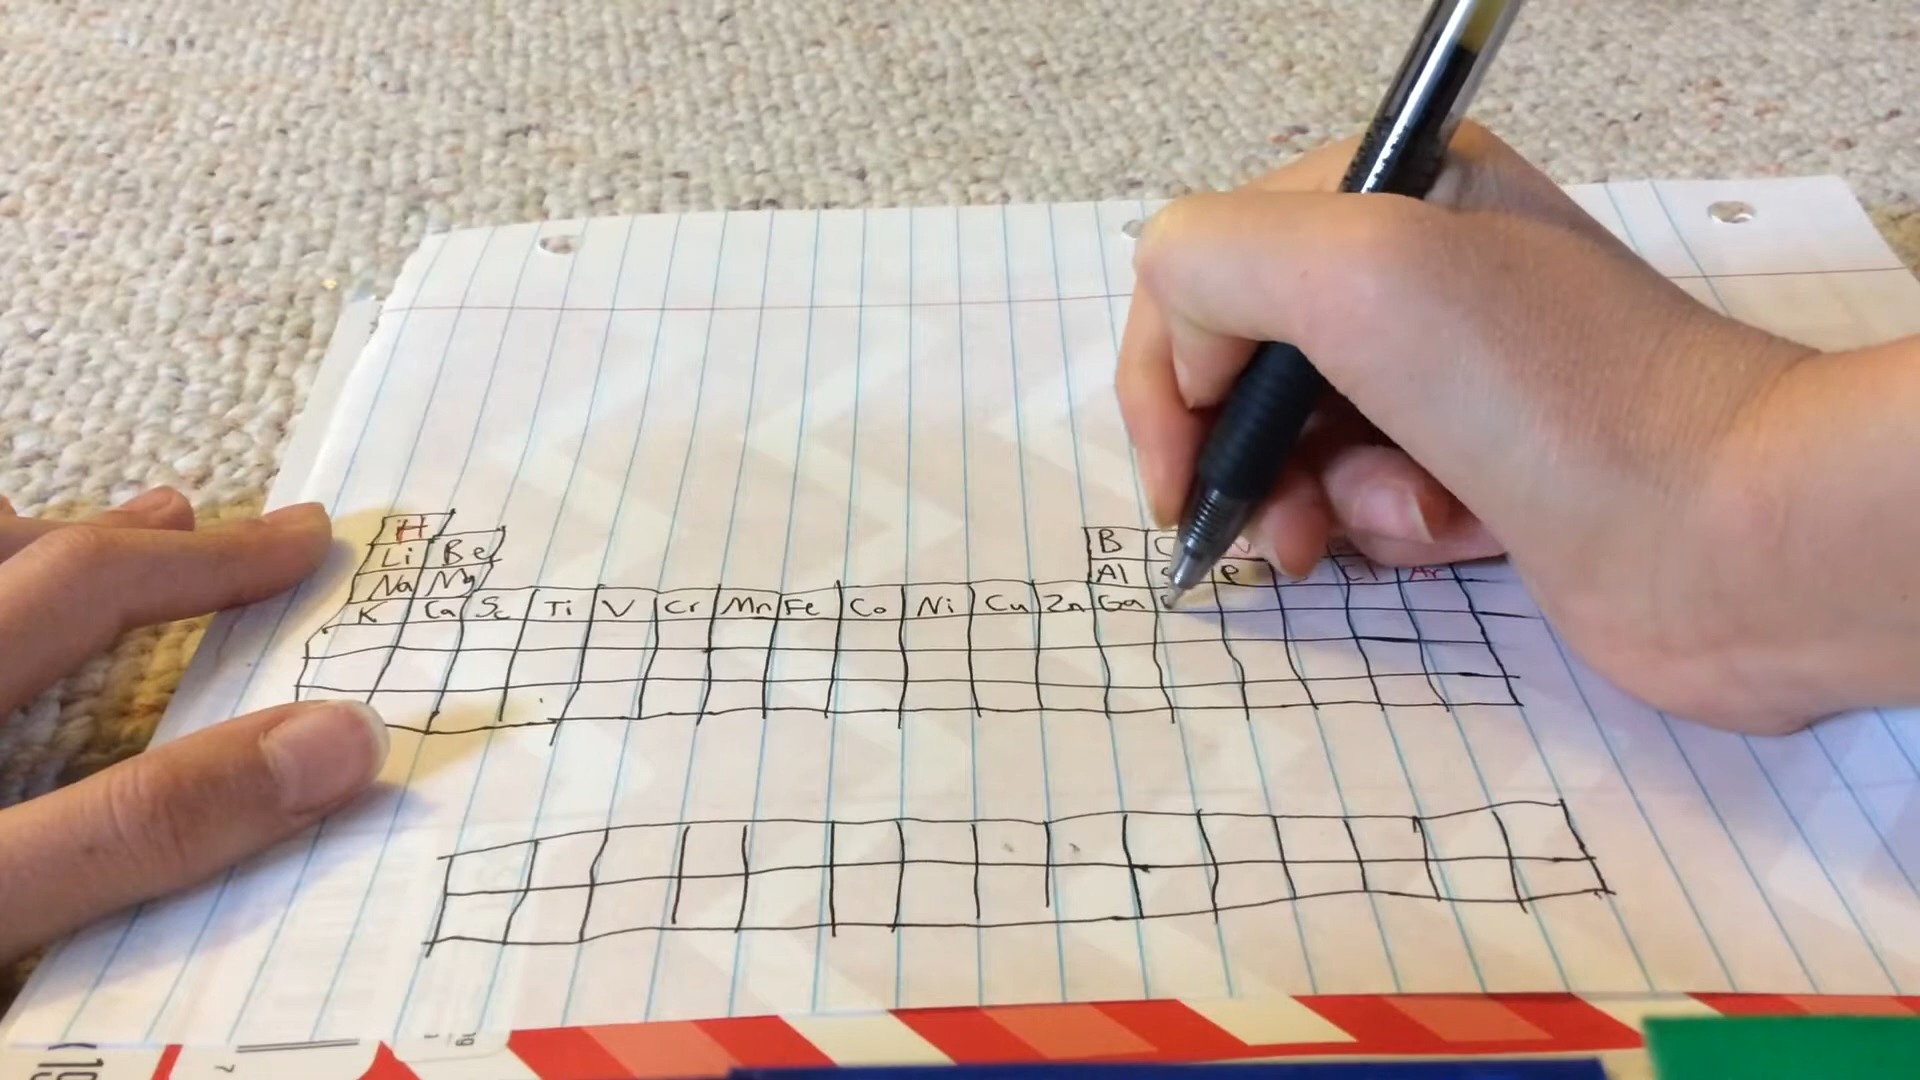 H
Li Be B
Na Mg Al P Cl Ar
K Ca Sc Ti V Cr Mn Fe Co Ni Cu Zn Ga